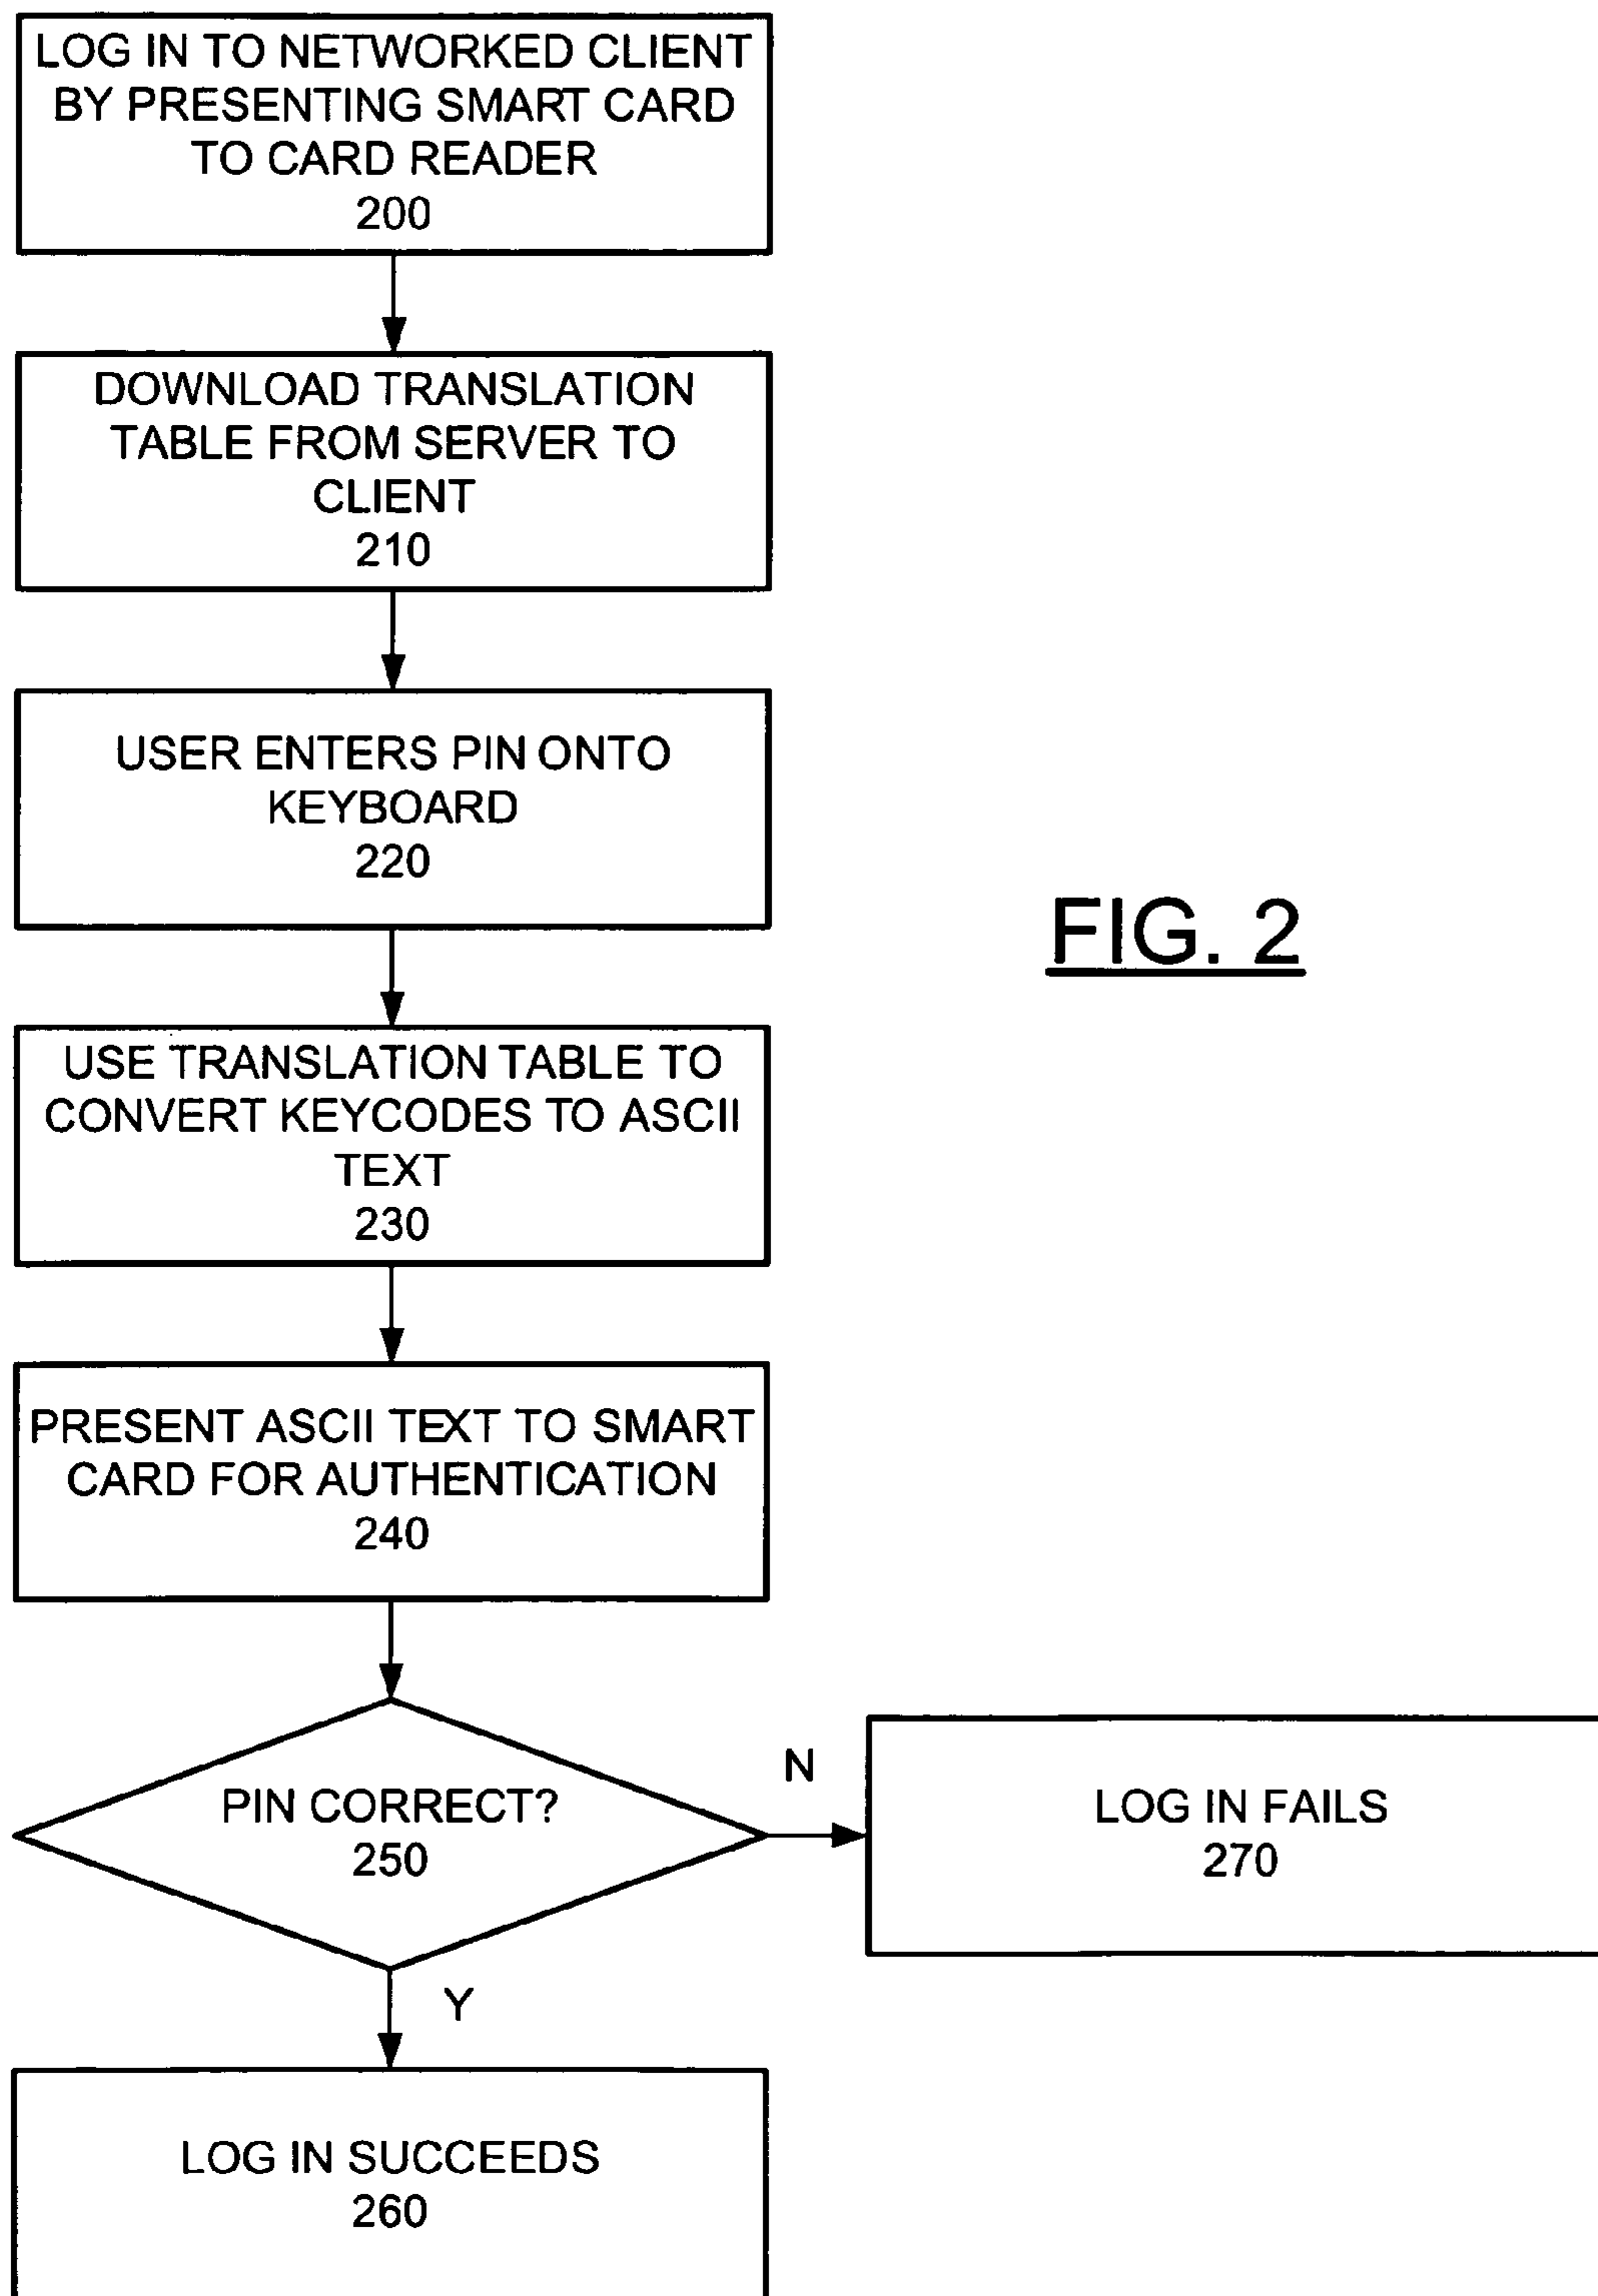 LOG IN TO NETWORKED CLIENT
BY PRESENTING SMART CARD
TO CARD READER
200
DOWNLOAD TRANSLATION
TABLE FROM SERVER TO
CLIENT
210
USER ENTERS PIN ONTO
KEYBOARD
220
FIG. 2
USE TRANSLATION TABLE TO
CONVERT KEYCODES TO ASCII
TEXT
230
PRESENT ASCII TEXT TO SMART
CARD FOR AUTHENTICATION
240
PIN CORRECT?
250
N
LOG IN FAILS
270
Y
LOG IN SUCCEEDS
260